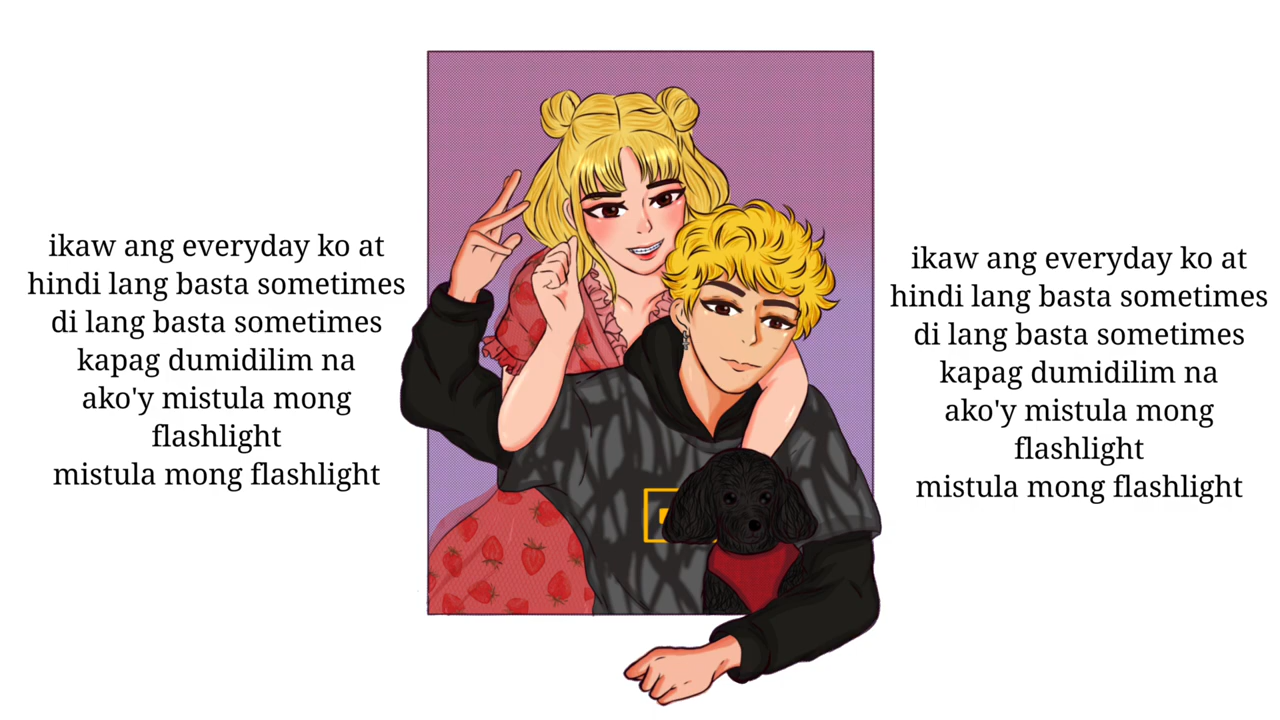 ikaw ang everyday ko at
hindi lang basta sometimes
di lang basta sometimes
kapag dumidilim na
ako'y mistula mong
flashlight
mistula mong flashlight
ikaw ang everyday ko at
hindi lang basta sometimes
di lang basta sometimes
kapag dumidilim na
ako'y mistula mong
flashlight
mistula mong flashlight